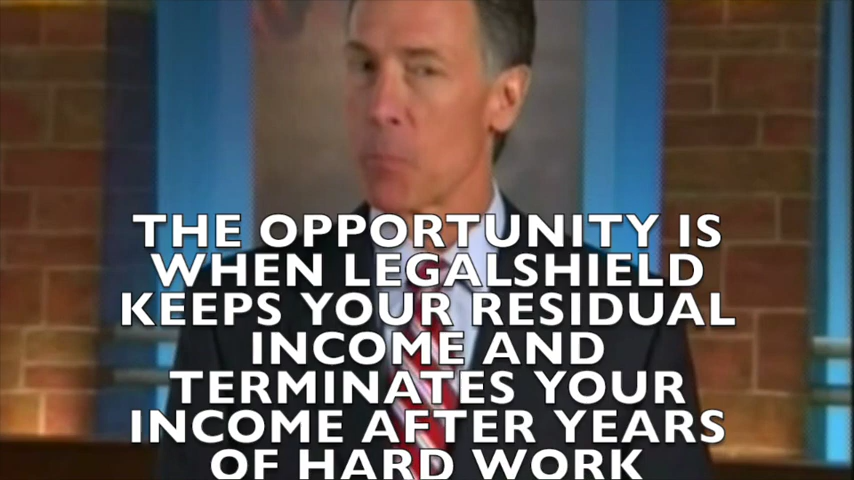 THE OPPORTUNITY IS
WHEN LEGALSHIELD
KEEPS YOUR RESIDUAL
INCOME AND
TERMINATES YOUR
INCOME AFTER YEARS
OF HARD WORK